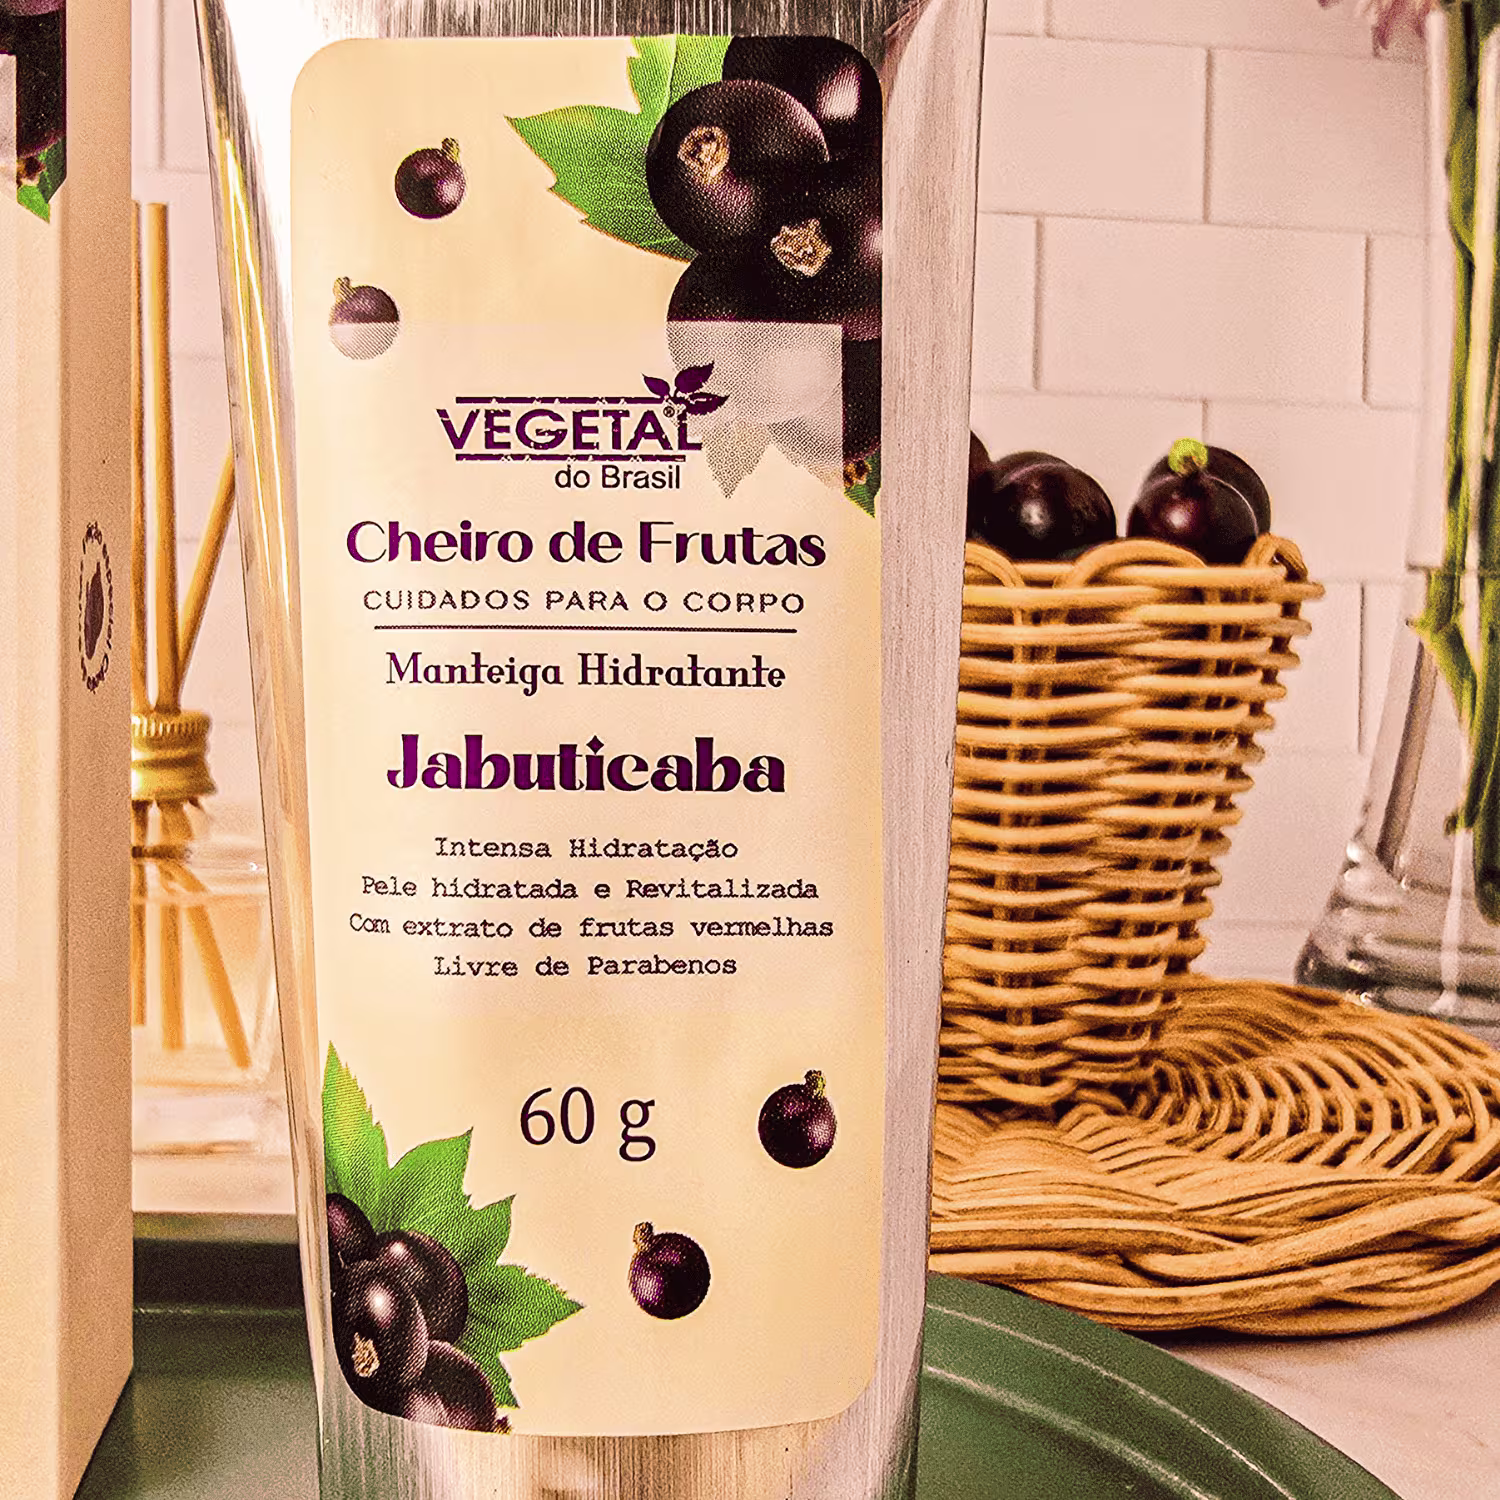 VEGETAL®
do Brasil
Cheiro de Frutas
CUIDADOS PARA O CORPO
Manteiga Hidratante
Jabuticaba
Intensa Hidratação
Pele hidratada e Revitalizada
Com extrato de frutas vermelhas
Livre de Parabenos
60 g